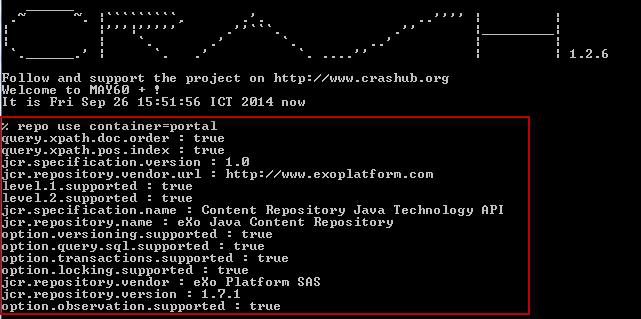 1.2.6
Follow and support the project on http://www.crashub.org
Welcome to MAY60 + !
It is Fri Sep 26 15:51:56 ICT 2014 now
% repo use container=portal
query.xpath.doc.order : true
query.xpath.pos.index : true
jcr.specification.version : 1.0
jcr.repository.vendor.url : http://www.exoplatform.com
level.1.supported : true
level.2.supported : true
jcr.specification.name : Content Repository Java Technology API
jcr.repository.name : eXo Java Content Repository
option.versioning.supported : true
option.query.sql.supported : true
option.transactions.supported : true
option.locking.supported : true
jcr.repository.vendor : eXo Platform SAS
jcr.repository.version : 1.7.1
option.observation.supported : true